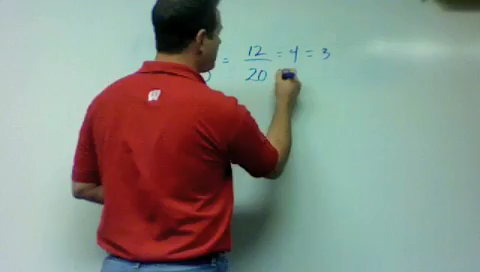 = 12 ÷ 4 = 3
20